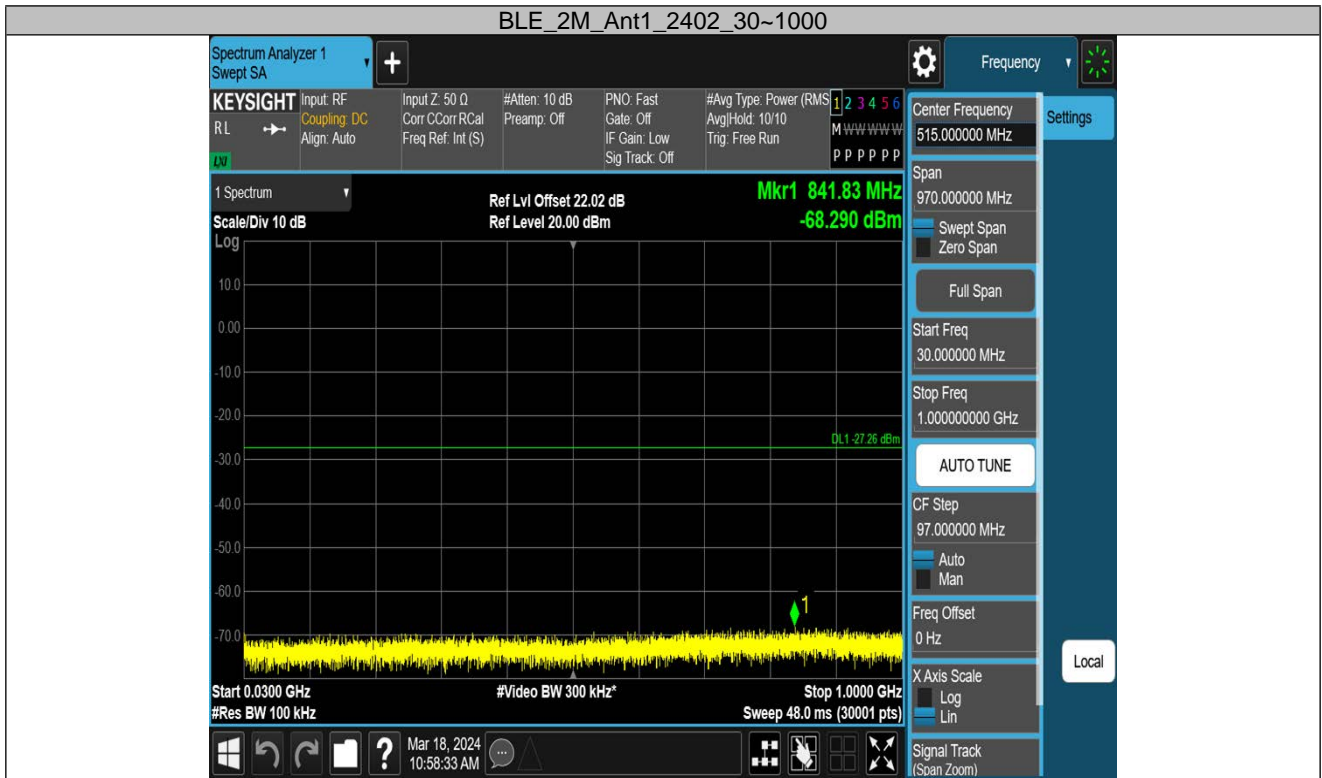 BLE_2M_Ant1_2402_30~1000
Spectrum Analyzer 1
Swept SA
Frequency
KEYSIGHT
RL
LXI
Input: RF
Coupling: DC
Align: Auto
Input Z: 50 Ω
Corr CCorr RCal
Freq Ref: Int (S)
#Atten: 10 dB
Preamp: Off
PNO: Fast
Gate: Off
IF Gain: Low
Sig Track: Off
#Avg Type: Power (RMS
Avg|Hold: 10/10
Trig: Free Run
1 2 3 4 5 6
M W W W W W
P P P P P P
1 Spectrum
Scale/Div 10 dB
Ref Lvl Offset 22.02 dB
Ref Level 20.00 dBm
Mkr1 841.83 MHz
-68.290 dBm
Log
10.0
0.00
-10.0
-20.0
-30.0
-40.0
-50.0
-60.0
-70.0
DL1 -27.26 dBm
1
Start 0.0300 GHz
#Res BW 100 kHz
#Video BW 300 kHz*
Stop 1.0000 GHz
Sweep 48.0 ms (30001 pts)
Mar 18, 2024
10:58:33 AM
Center Frequency
515.000000 MHz
Span
970.000000 MHz
Swept Span
Zero Span
Full Span
Start Freq
30.000000 MHz
Stop Freq
1.000000000 GHz
AUTO TUNE
CF Step
97.000000 MHz
Auto
Man
Freq Offset
0 Hz
X Axis Scale
Log
Lin
Signal Track
(Span Zoom)
Settings
Local